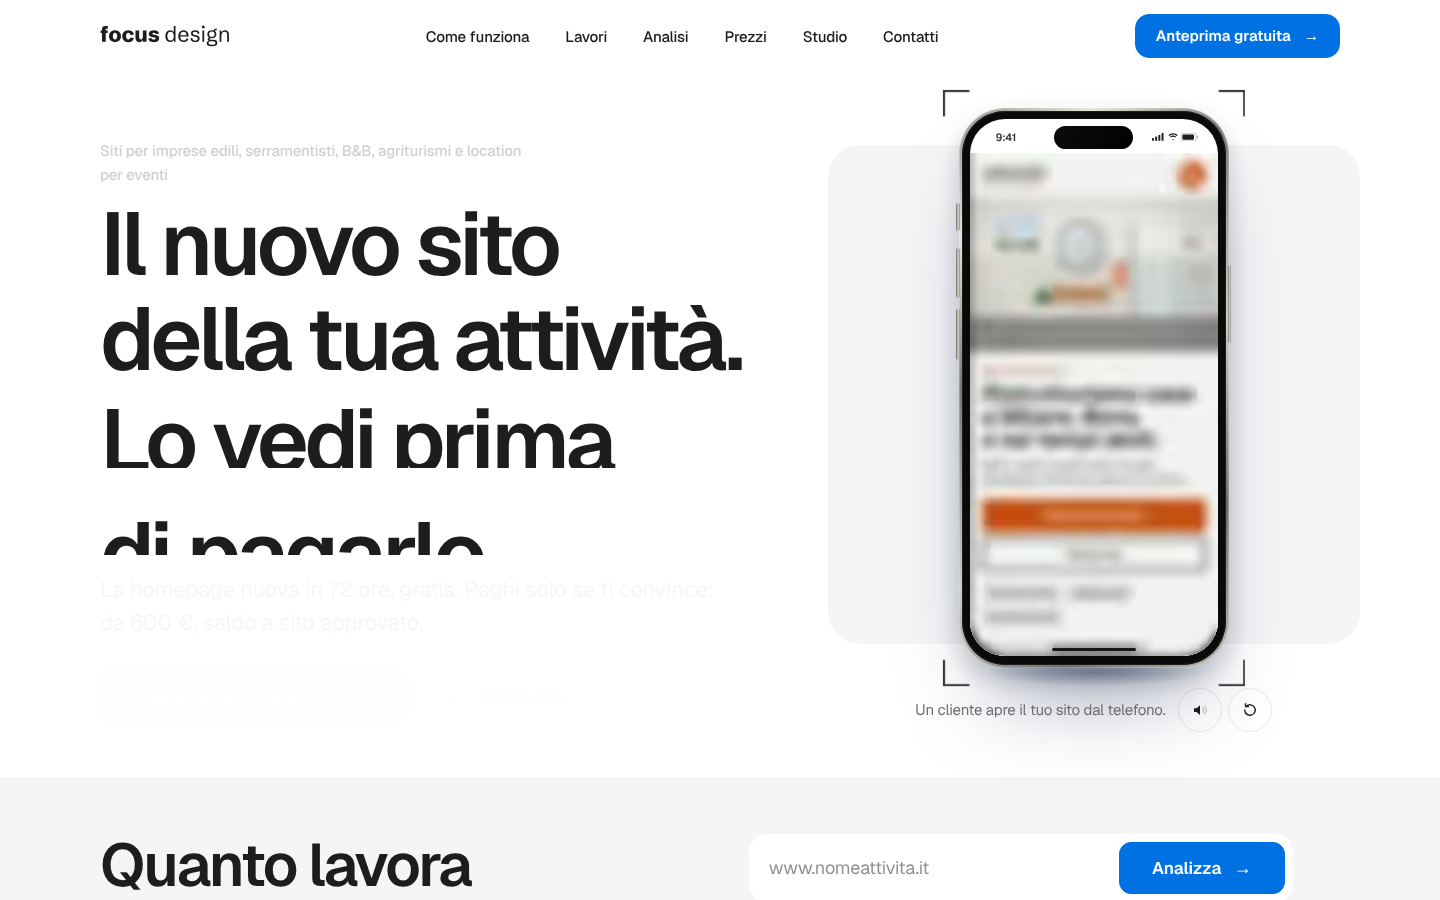 focus design
Come funziona
Lavori
Analisi
Prezzi
Studio
Contatti
Anteprima gratuita →
Siti per imprese edili, serramentisti, B&B, agriturismi e location
per eventi
Il nuovo sito
della tua attività.
Lo vedi prima
di pagarlo
La homepage nuova in 72 ore, gratis. Paghi solo se ti convince:
da 600 €, saldo a sito approvato.
9:41
Un cliente apre il tuo sito dal telefono.
Quanto lavora
www.nomeattivita.it
Analizza →